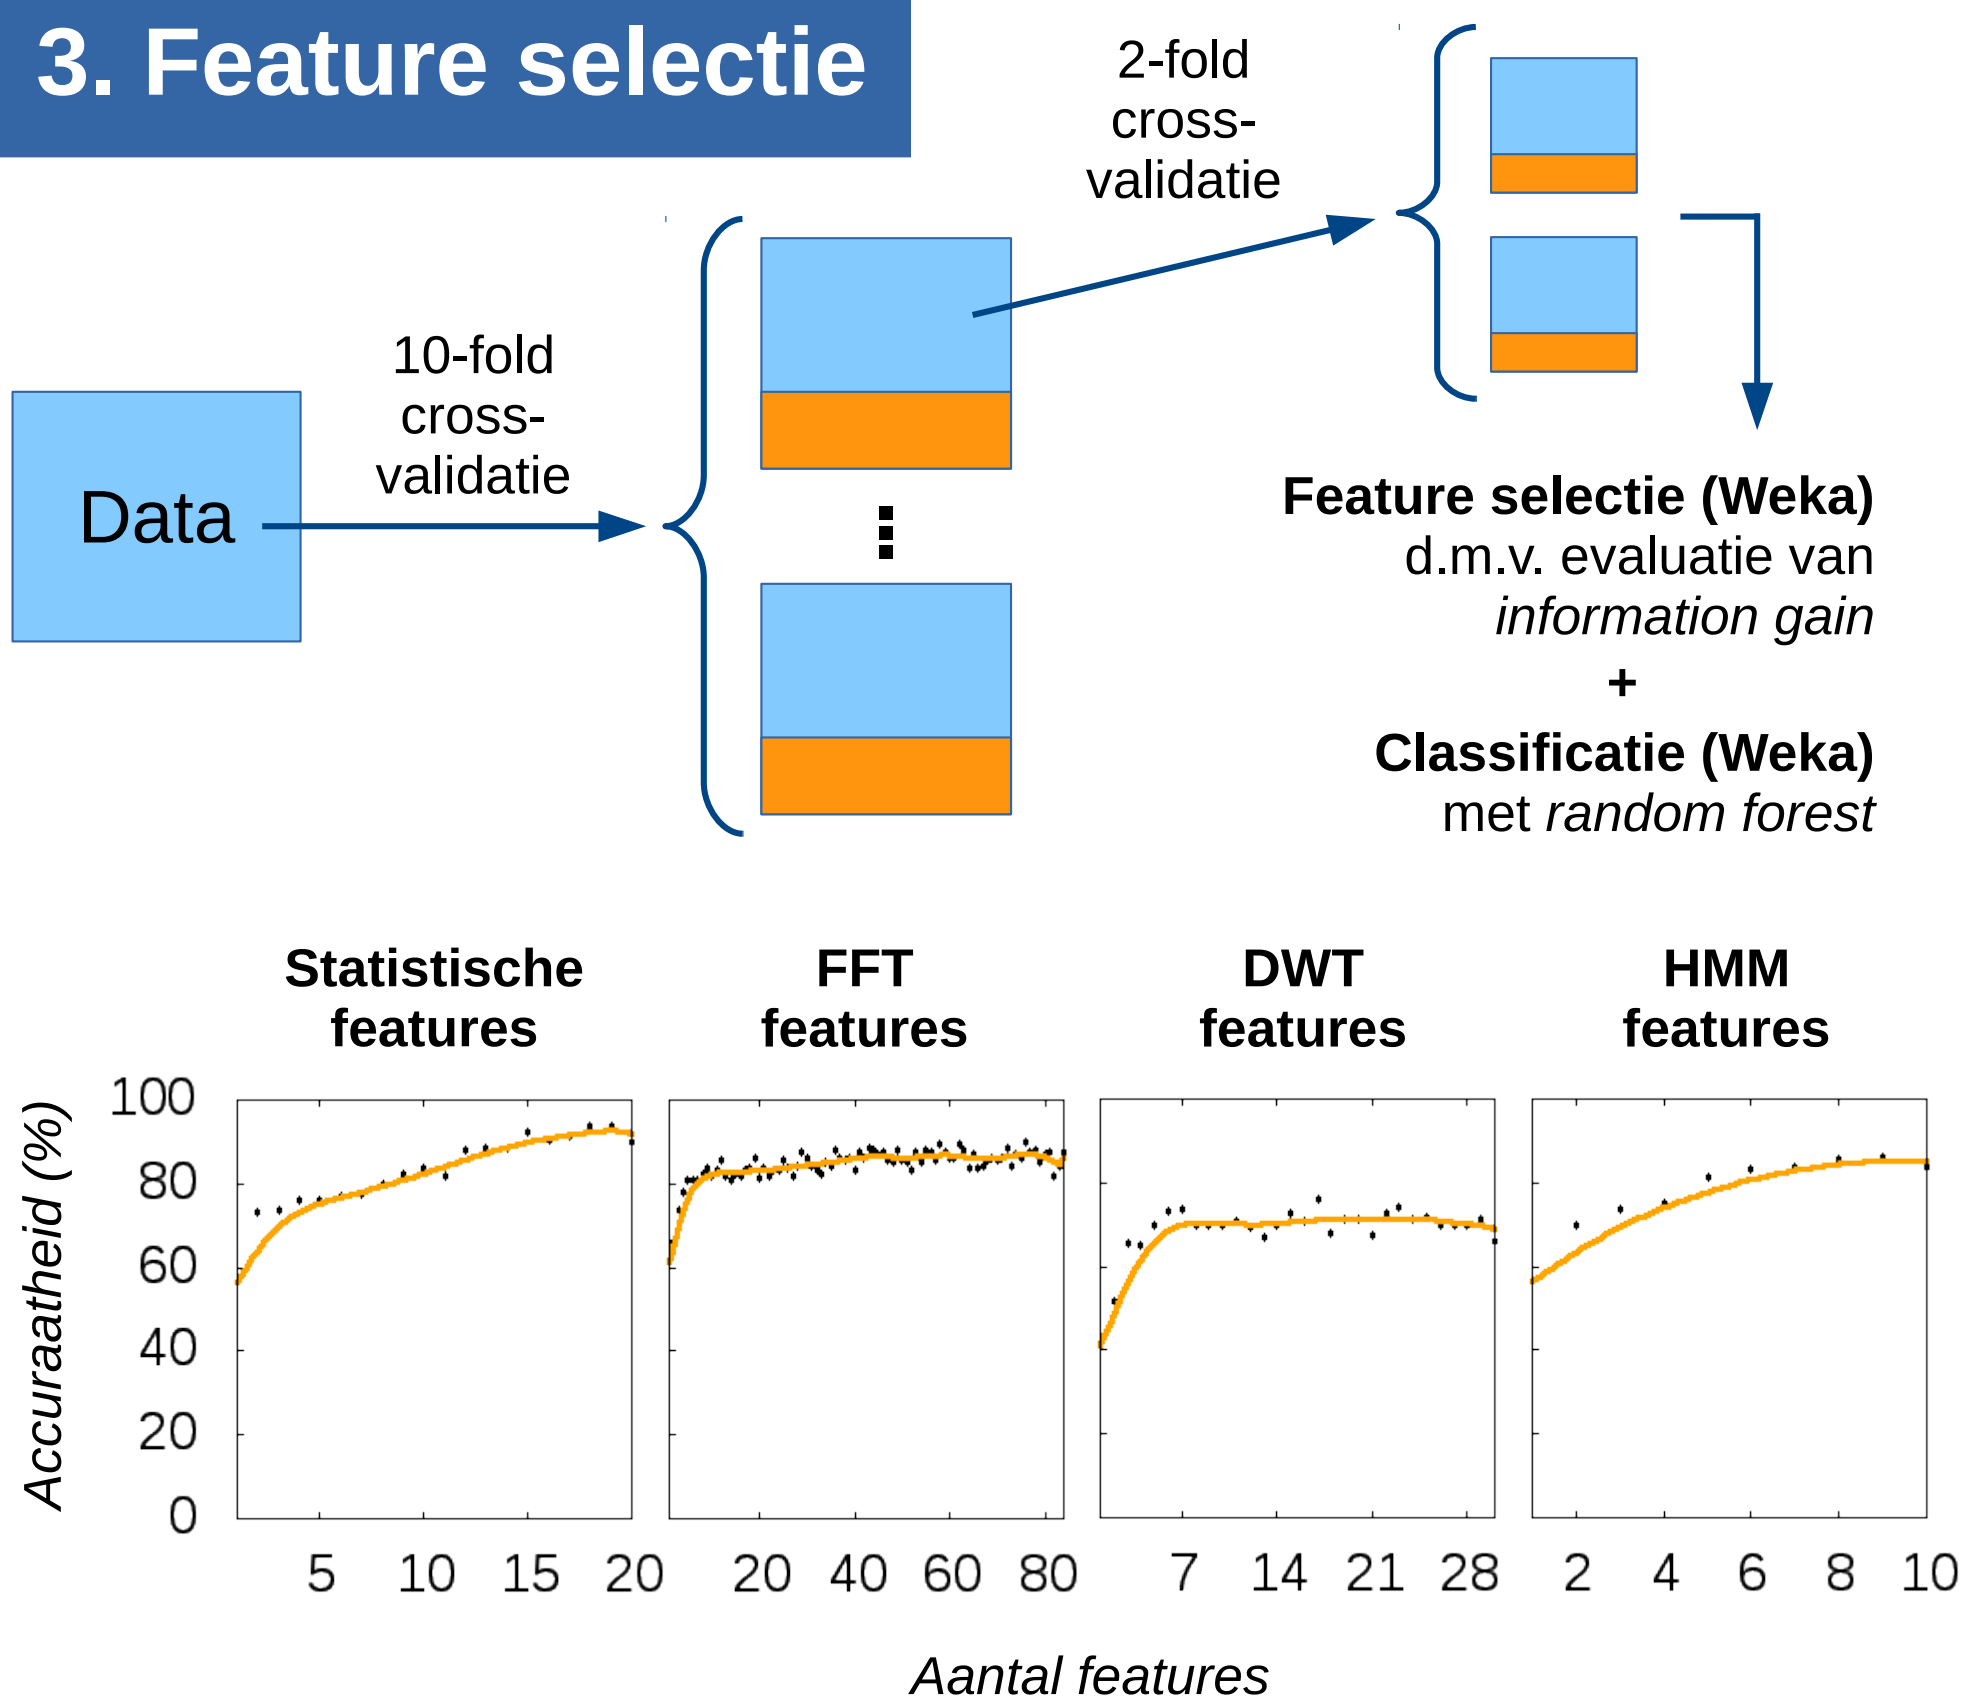 3. Feature selectie
2-fold
cross-
validatie
10-fold
cross-
validatie
Data
Feature selectie (Weka)
d.m.v. evaluatie van
information gain
+
Classificatie (Weka)
met random forest
Statistische
features
FFT
features
DWT
features
HMM
features
Accuraatheid (%)
100
80
60
40
20
0
5 10 15 20
20 40 60 80
7 14 21 28
2 4 6 8 10
Aantal features